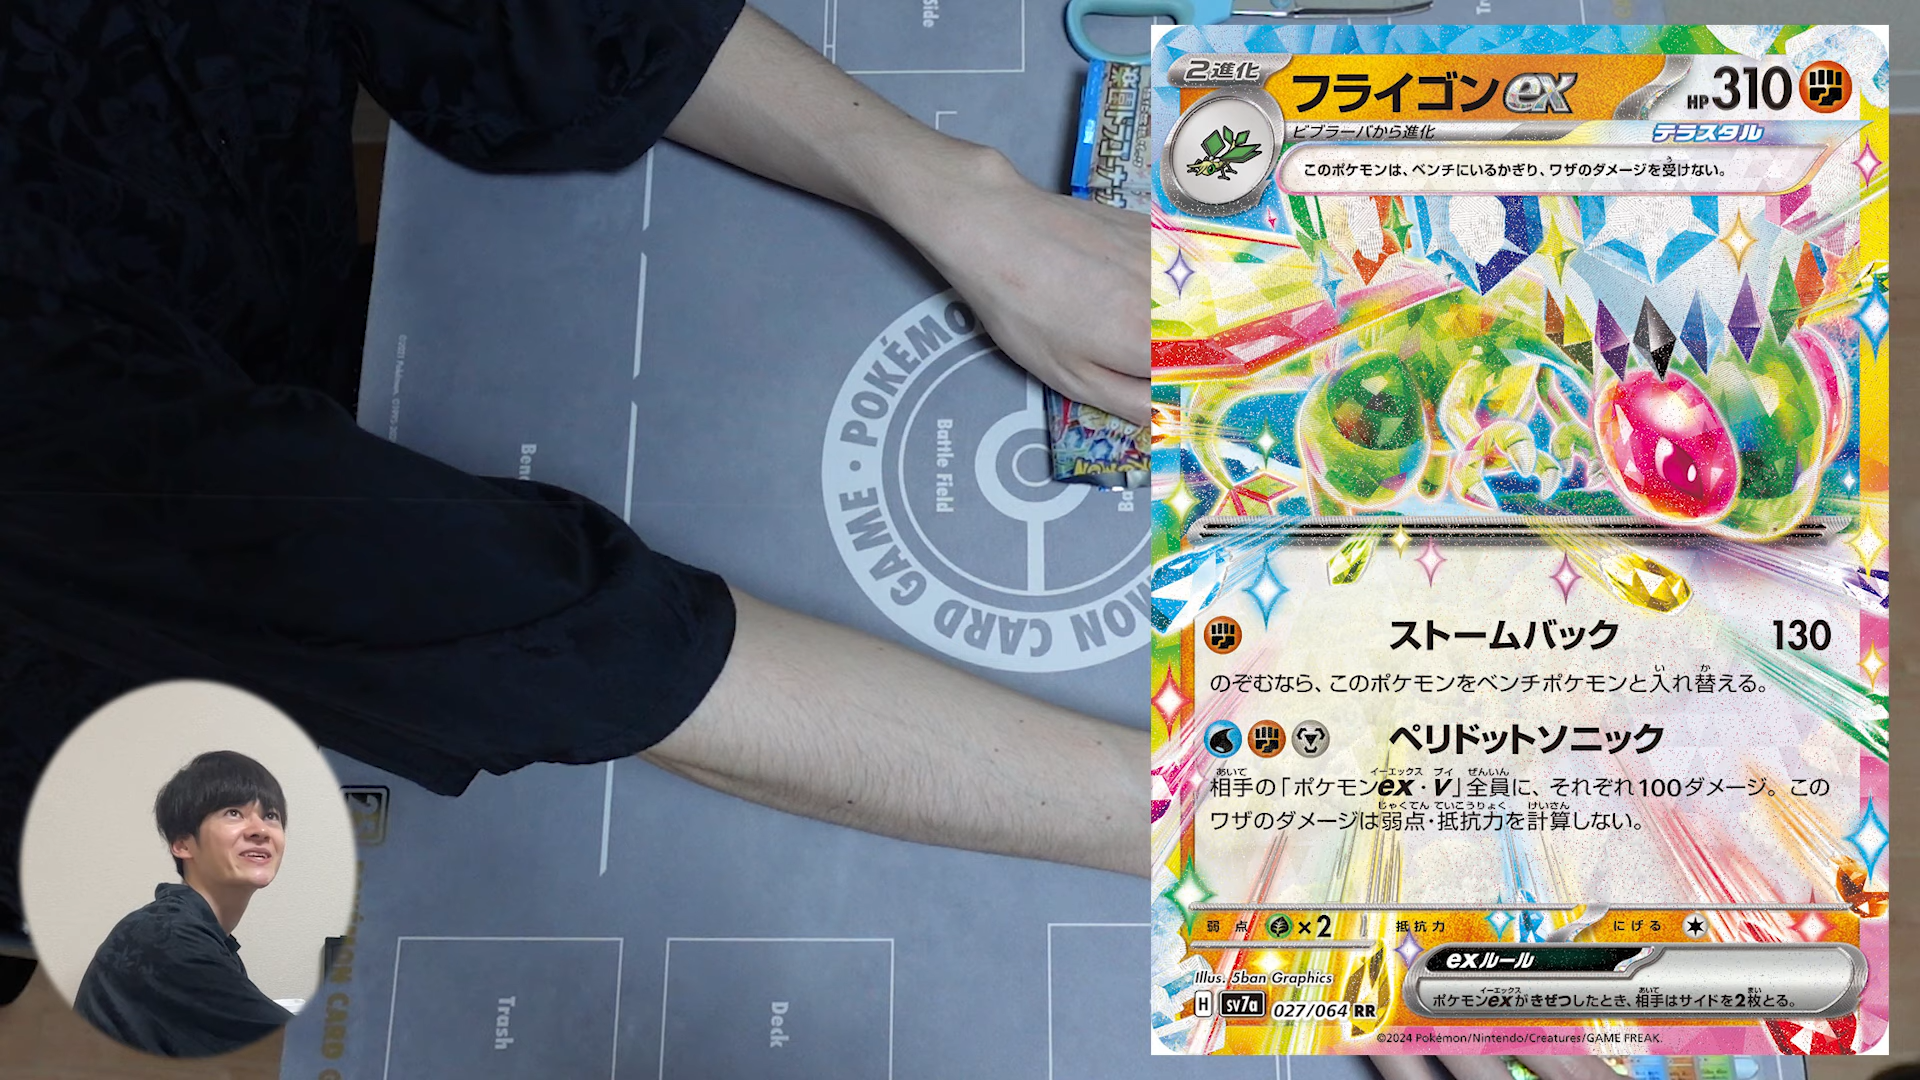 2進化
フライゴンex
HP310
ビブラーバから進化
テラスタル
このポケモンは、ベンチにいるかぎり、ワザのダメージを受けない。
ストームバック 130
のぞむなら、このポケモンをベンチポケモンと入れ替える。
ペリドットソニック
相手の「ポケモンex・V」全員に、それぞれ100ダメージ。この
ワザのダメージは弱点・抵抗力を計算しない。
弱点 ×2 抵抗力 にげる
exルール
ポケモンexがきぜつしたとき、相手はサイドを2枚とる。
Illus. 5ban Graphics
H sv7a 027/064 RR
©2024 Pokémon/Nintendo/Creatures/GAME FREAK.
Side
楽園ドラゴーナ
Battle Field
Trash
Deck